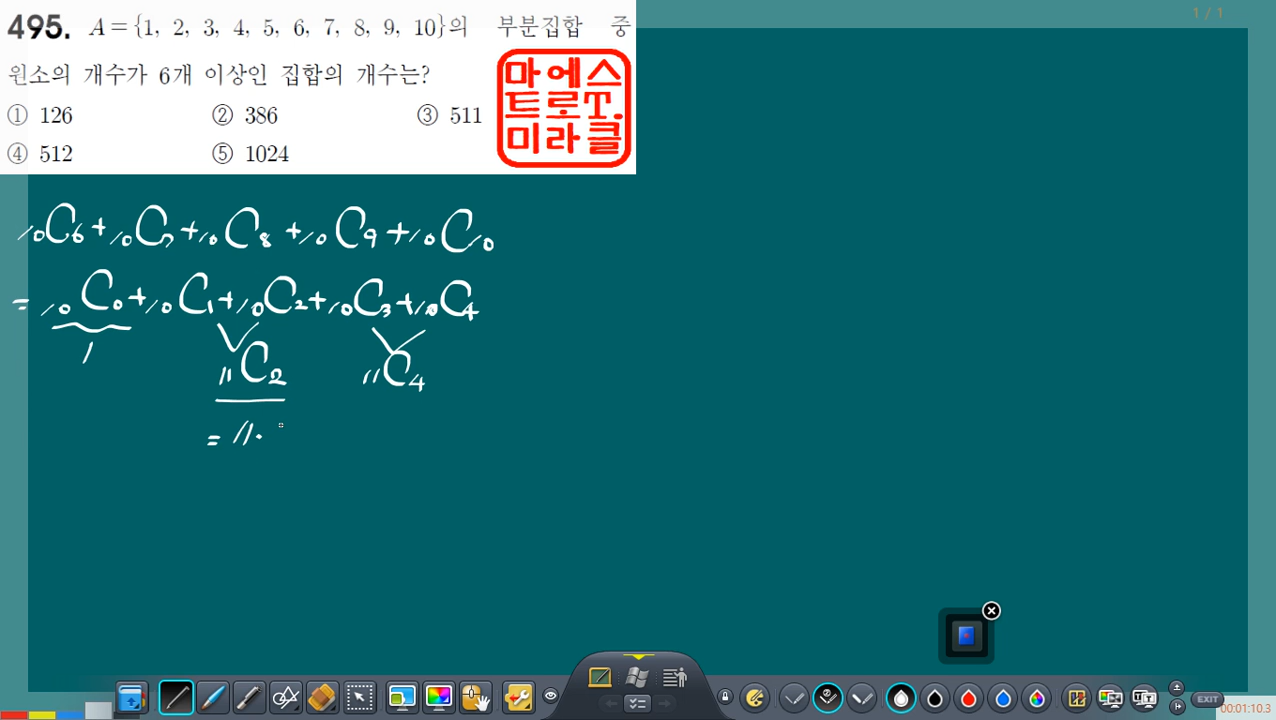 1 / 1
495. A = {1, 2, 3, 4, 5, 6, 7, 8, 9, 10}의 부분집합 중
원소의 개수가 6개 이상인 집합의 개수는?
① 126 ② 386 ③ 511
④ 512 ⑤ 1024
마에스
트로T.
미라클
₁₀C₆+₁₀C₇+₁₀C₈+₁₀C₉+₁₀C₁₀
=₁₀C₀+₁₀C₁+₁₀C₂+₁₀C₃+₁₀C₄
1 ₁₁C₂ ₁₁C₄
= 11·
EXIT
00:01:10.3